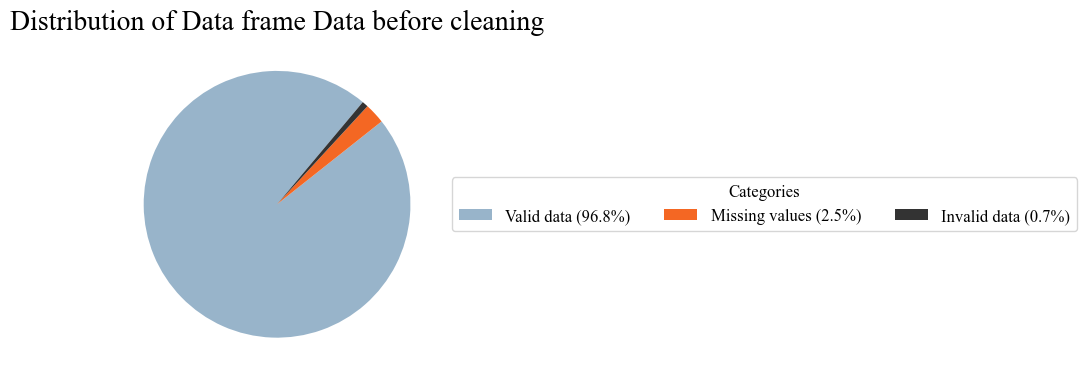 Distribution of Data frame Data before cleaning
Categories
Valid data (96.8%) Missing values (2.5%) Invalid data (0.7%)